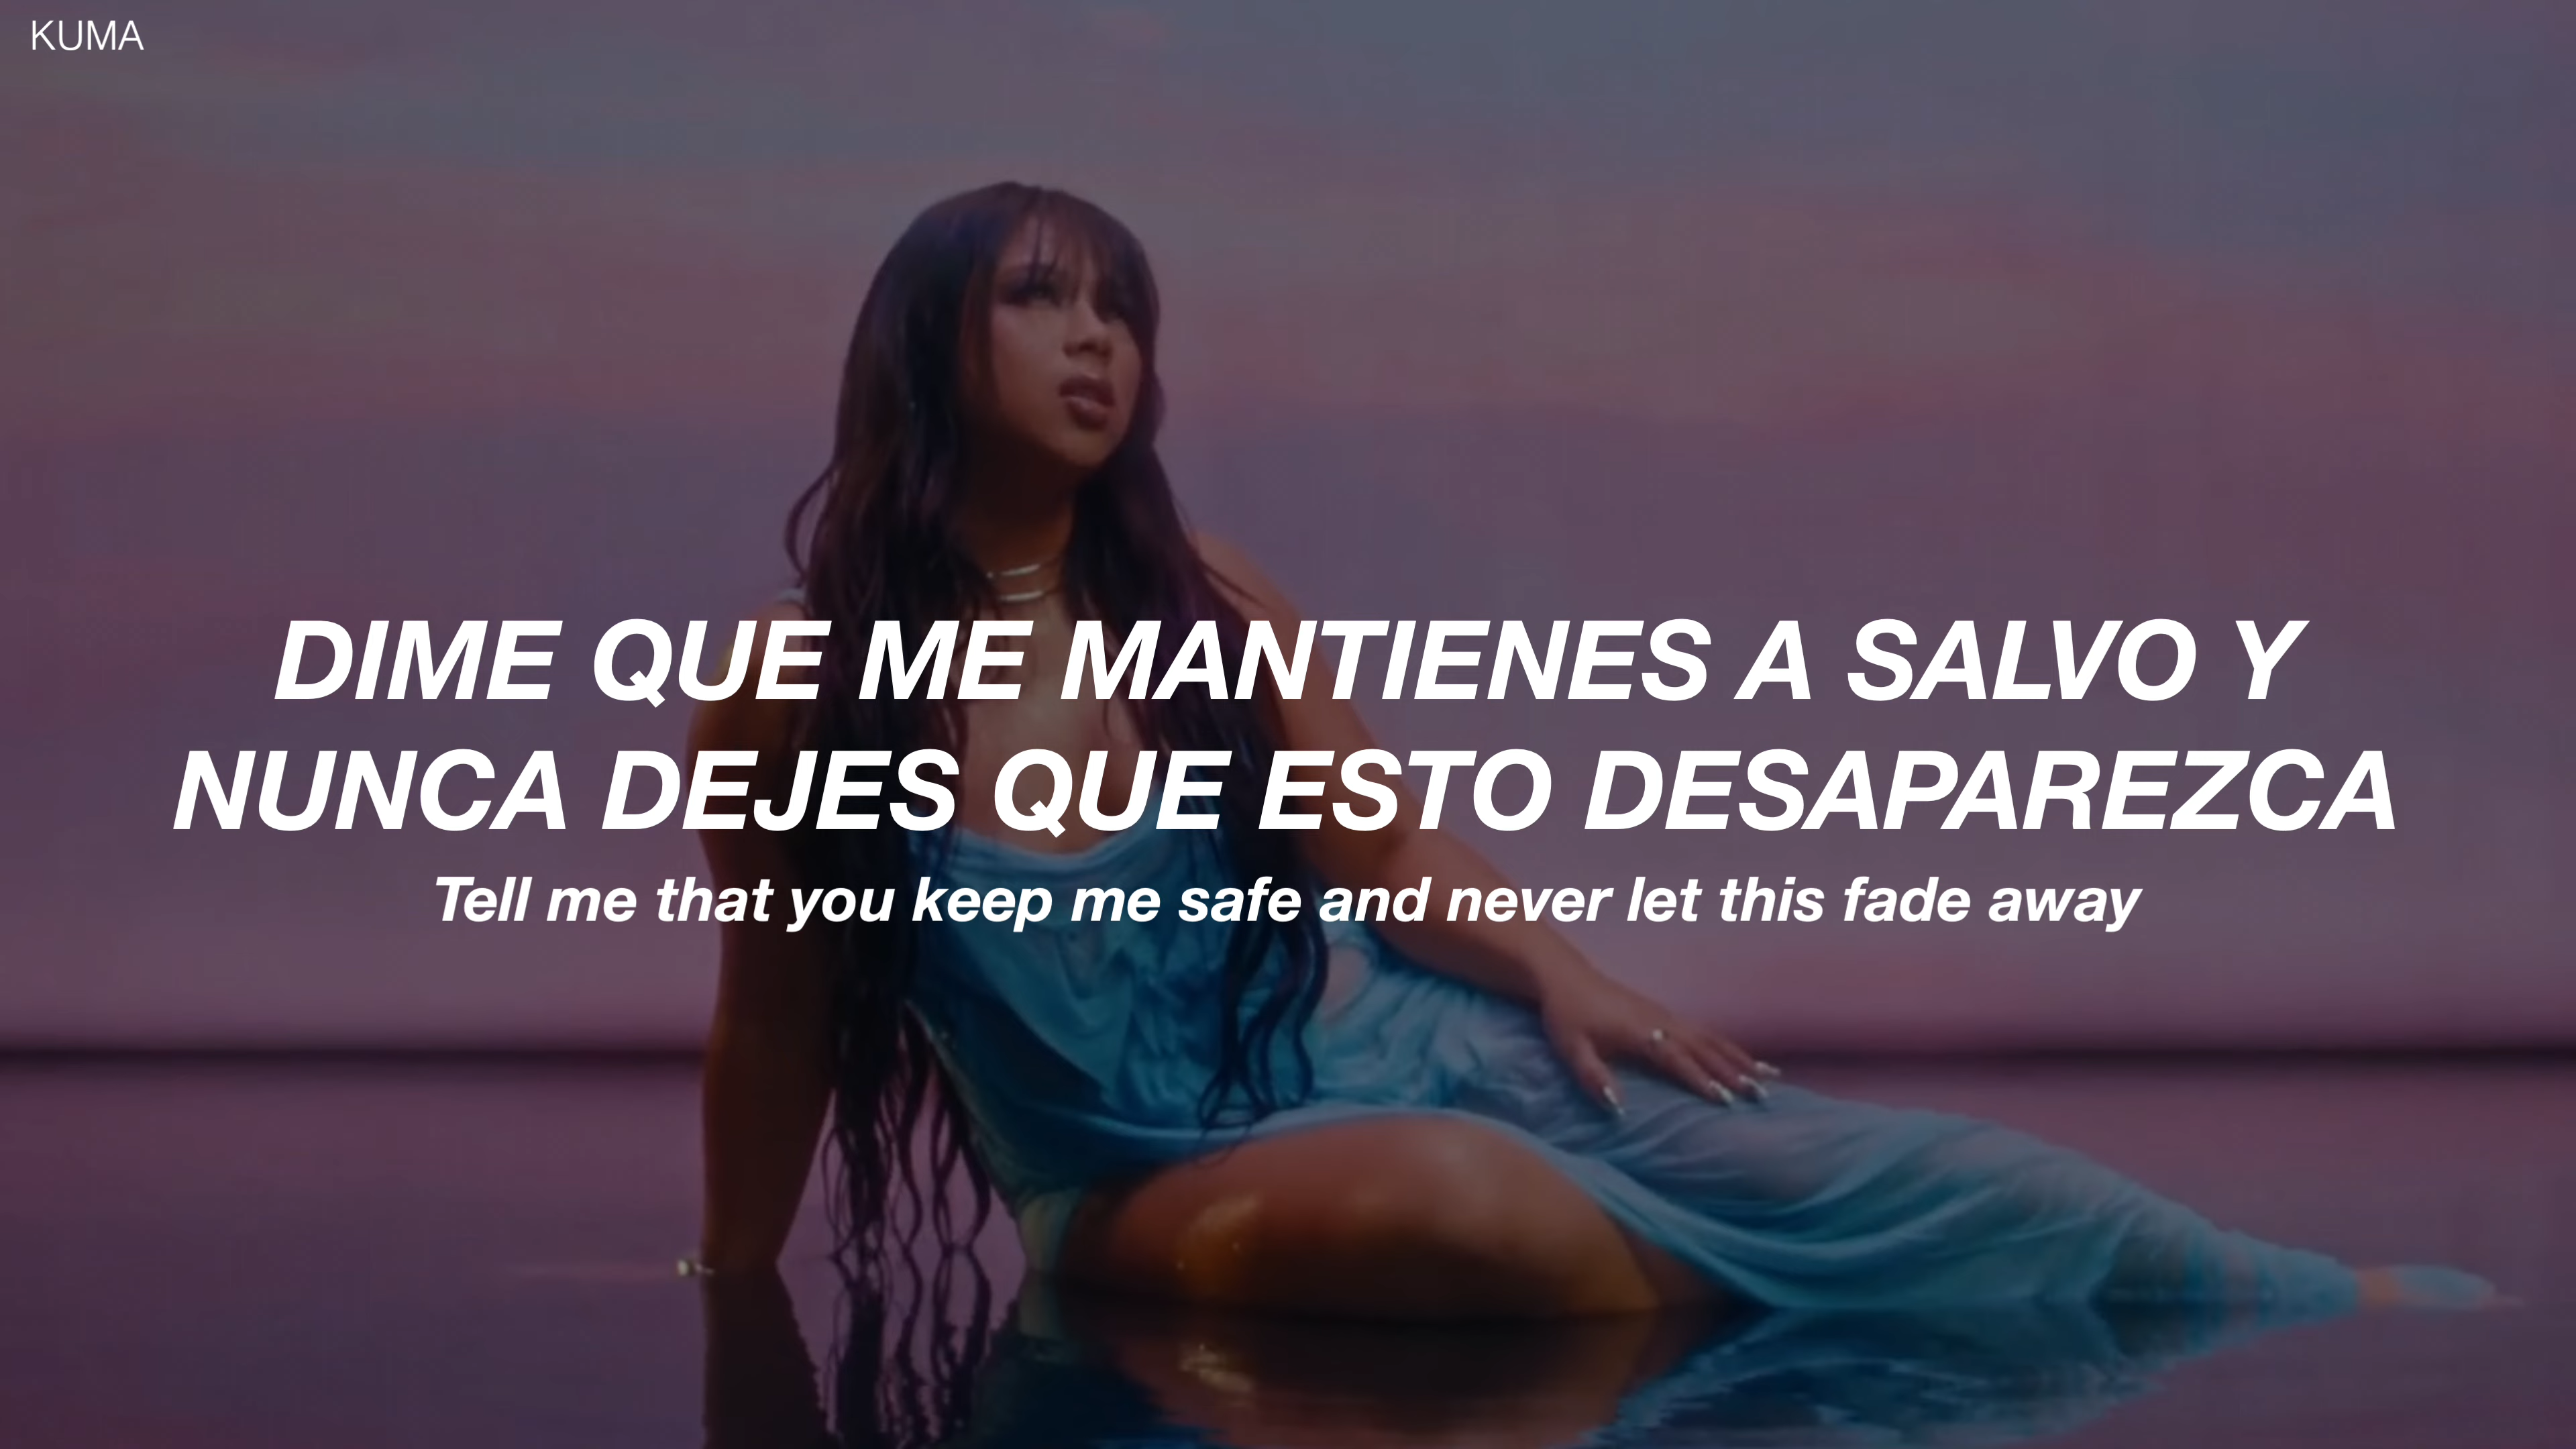 KUMA
DIME QUE ME MANTIENES A SALVO Y
NUNCA DEJES QUE ESTO DESAPAREZCA
Tell me that you keep me safe and never let this fade away